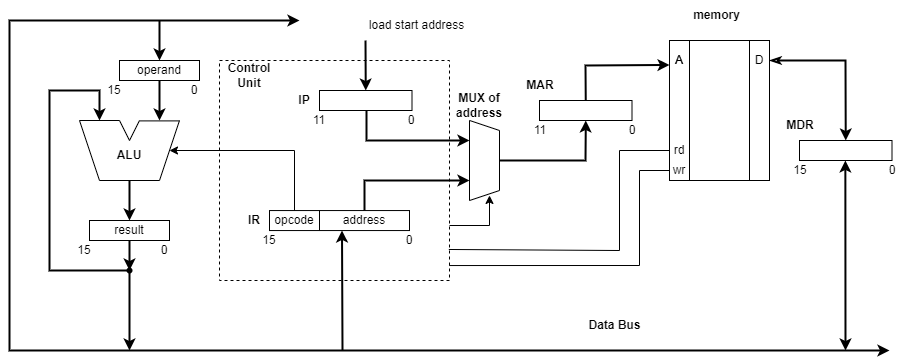 memory
load start address
operand
15
0
Control
Unit
IP
11
0
MUX of
address
MAR
11
0
A
D
MDR
15
0
ALU
rd
wr
IR
opcode
address
15
0
result
15
0
Data Bus